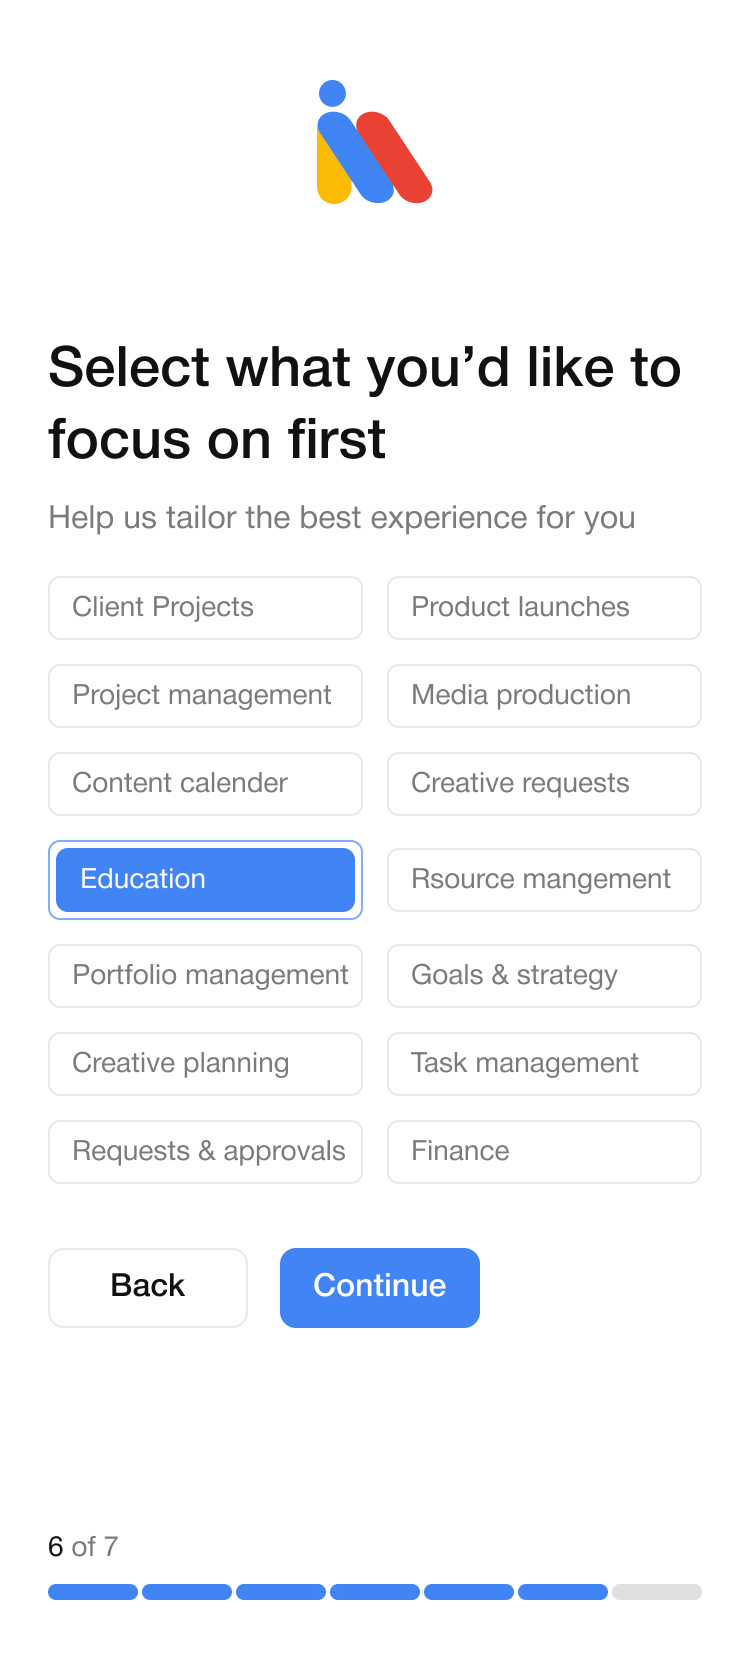 Select what you’d like to
focus on first
Help us tailor the best experience for you
Client Projects
Product launches
Project management
Media production
Content calender
Creative requests
Education
Rsource mangement
Portfolio management
Goals & strategy
Creative planning
Task management
Requests & approvals
Finance
Back
Continue
6 of 7